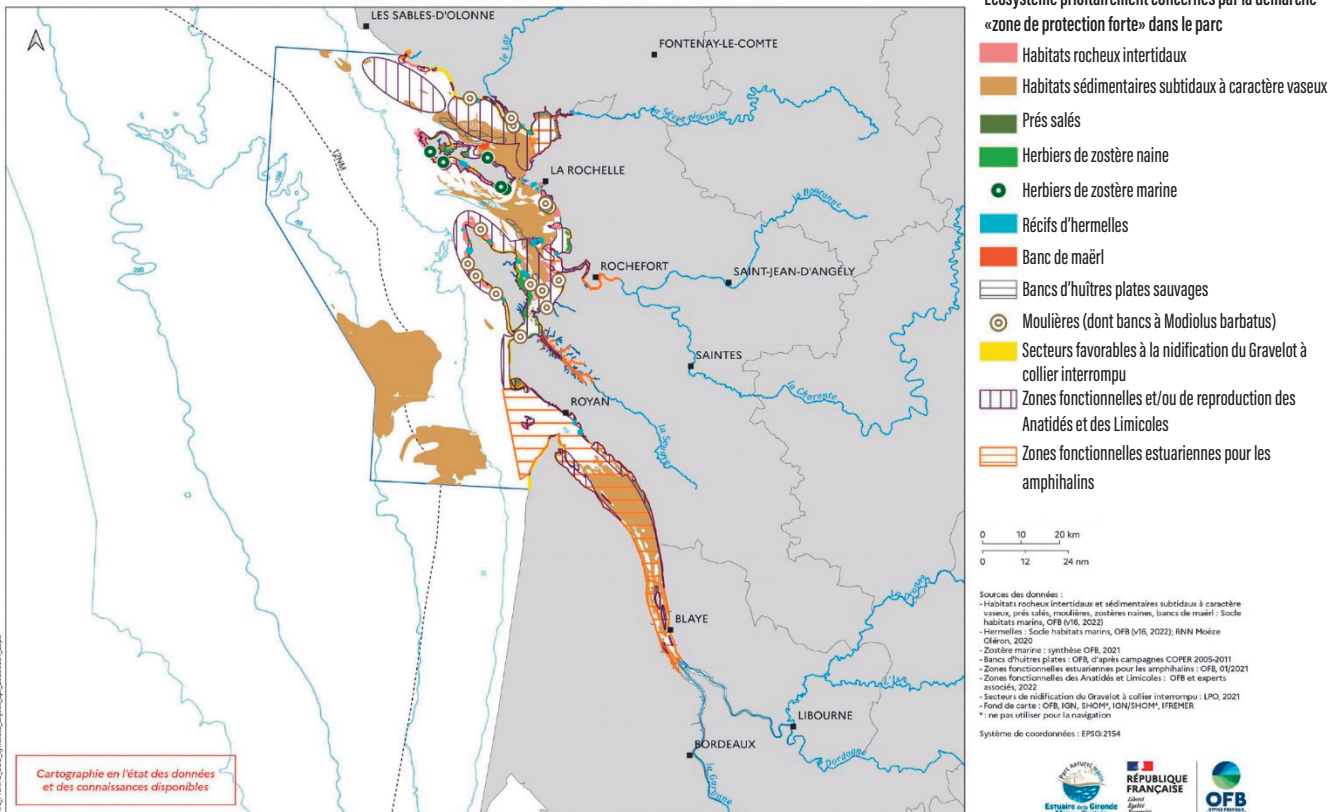 Écosystème prioritairement concernés par la démarche
«zone de protection forte» dans le parc
Habitats rocheux intertidaux
Habitats sédimentaires subtidaux à caractère vaseux
Prés salés
Herbiers de zostère naine
Herbiers de zostère marine
Récifs d'hermelles
Banc de maërl
Bancs d'huîtres plates sauvages
Moulières (dont bancs à Modiolus barbatus)
Secteurs favorables à la nidification du Gravelot à
collier interrompu
Zones fonctionnelles et/ou de reproduction des
Anatidés et des Limicoles
Zones fonctionnelles estuariennes pour les
amphihalins
0 10 20 km
0 12 24 nm
Sources des données :
- Habitats rocheux intertidaux et sédimentaires subtidaux à caractère
vaseux, prés salés, moulières, zostères naines, bancs de maërl : Socle
habitats marins, OFB (v16, 2022)
- Hermelles : Socle habitats marins, OFB (v16, 2022); RNN Moëze
Oléron, 2020
- Zostère marine : synthèse OFB, 2021
- Bancs d'huîtres plates : OFB, d'après campagnes COPER 2005-2011
- Zones fonctionnelles estuariennes pour les amphihalins : OFB, 01/2021
- Zones fonctionnelles des Anatidés et Limicoles : OFB et experts
associés, 2022
- Secteurs de nidification du Gravelot à collier interrompu : LPO, 2021
- Fond de carte : OFB, IGN, SHOM*, IGN/SHOM*, IFREMER
* : ne pas utiliser pour la navigation
Système de coordonnées : EPSG:2154
Parc naturel marin
Estuaire de la Gironde
RÉPUBLIQUE
FRANÇAISE
Liberté
Égalité
OFB
LES SABLES-D'OLONNE
FONTENAY-LE-COMTE
le Lay
la Sèvre Niortaise
12NM
LA ROCHELLE
la Boutonne
ROCHEFORT
SAINT-JEAN-D'ANGÉLY
SAINTES
la Charente
ROYAN
la Seudre
BLAYE
la Dronne
L'Isle
LIBOURNE
BORDEAUX
la Dordogne
la Garonne
Cartographie en l'état des données
et des connaissances disponibles